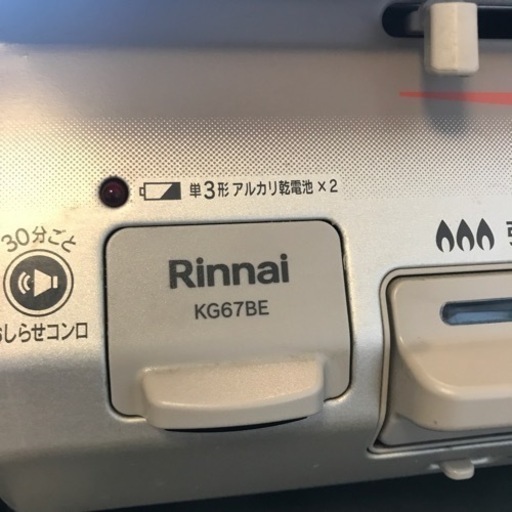 単3形アルカリ乾電池×2
30分ごと
しらせコンロ
Rinnai
KG67BE